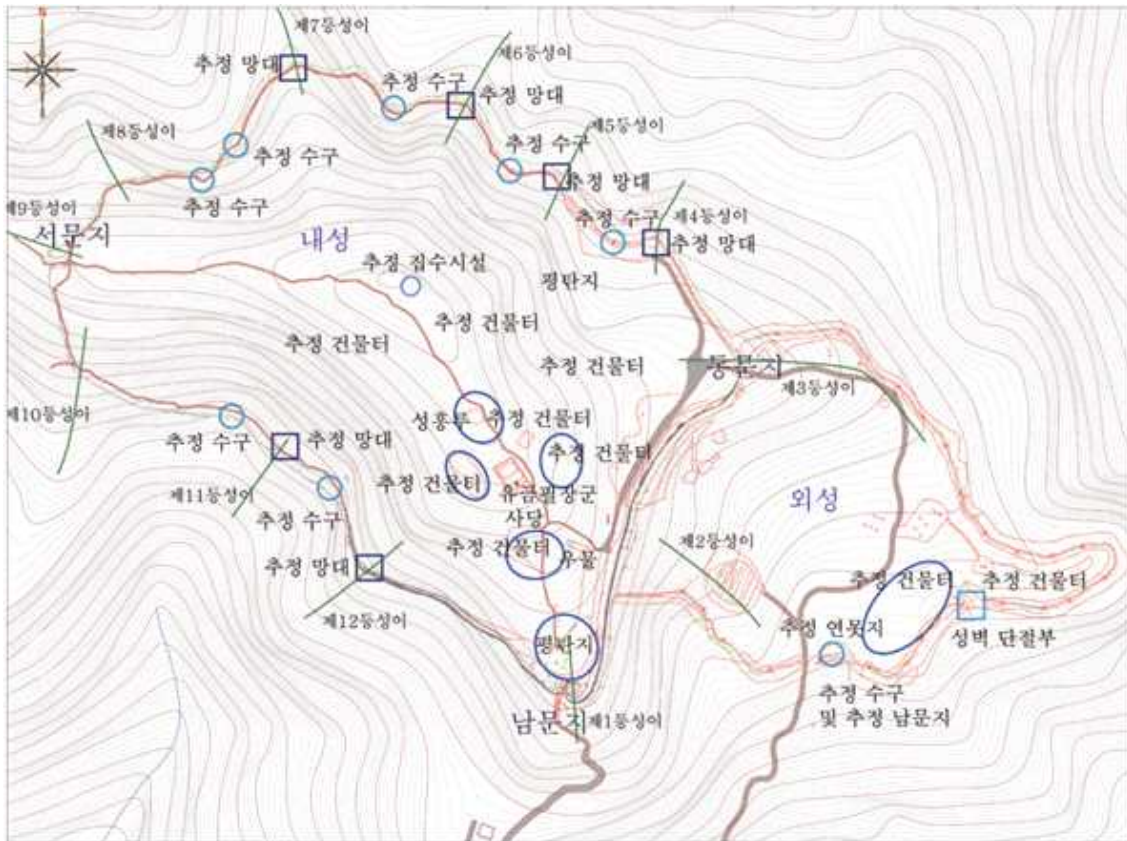 제7등성이
제6등성이
추정 망대
추정 수구
추정 망대
제8등성이
제5등성이
추정 수구
추정 수구
추정 망대
추정 수구
제4등성이
제9등성이
추정 수구
서문지
내성
추정 망대
추정 집수시설
평탄지
추정 건물터
추정 건물터
추정 건물터
동문지
제3등성이
제10등성이
성흥루
추정 건물터
추정 수구
추정 망대
추정 건물터
추정 건물터
제11등성이
유금필장군
사당
외성
추정 수구
추정 건물터
우물
제2등성이
추정 망대
추정 건물터
추정 건물터
제12등성이
추정 연못지
성벽 단절부
평탄지
추정 수구
및 추정 남문지
남문지
제1등성이